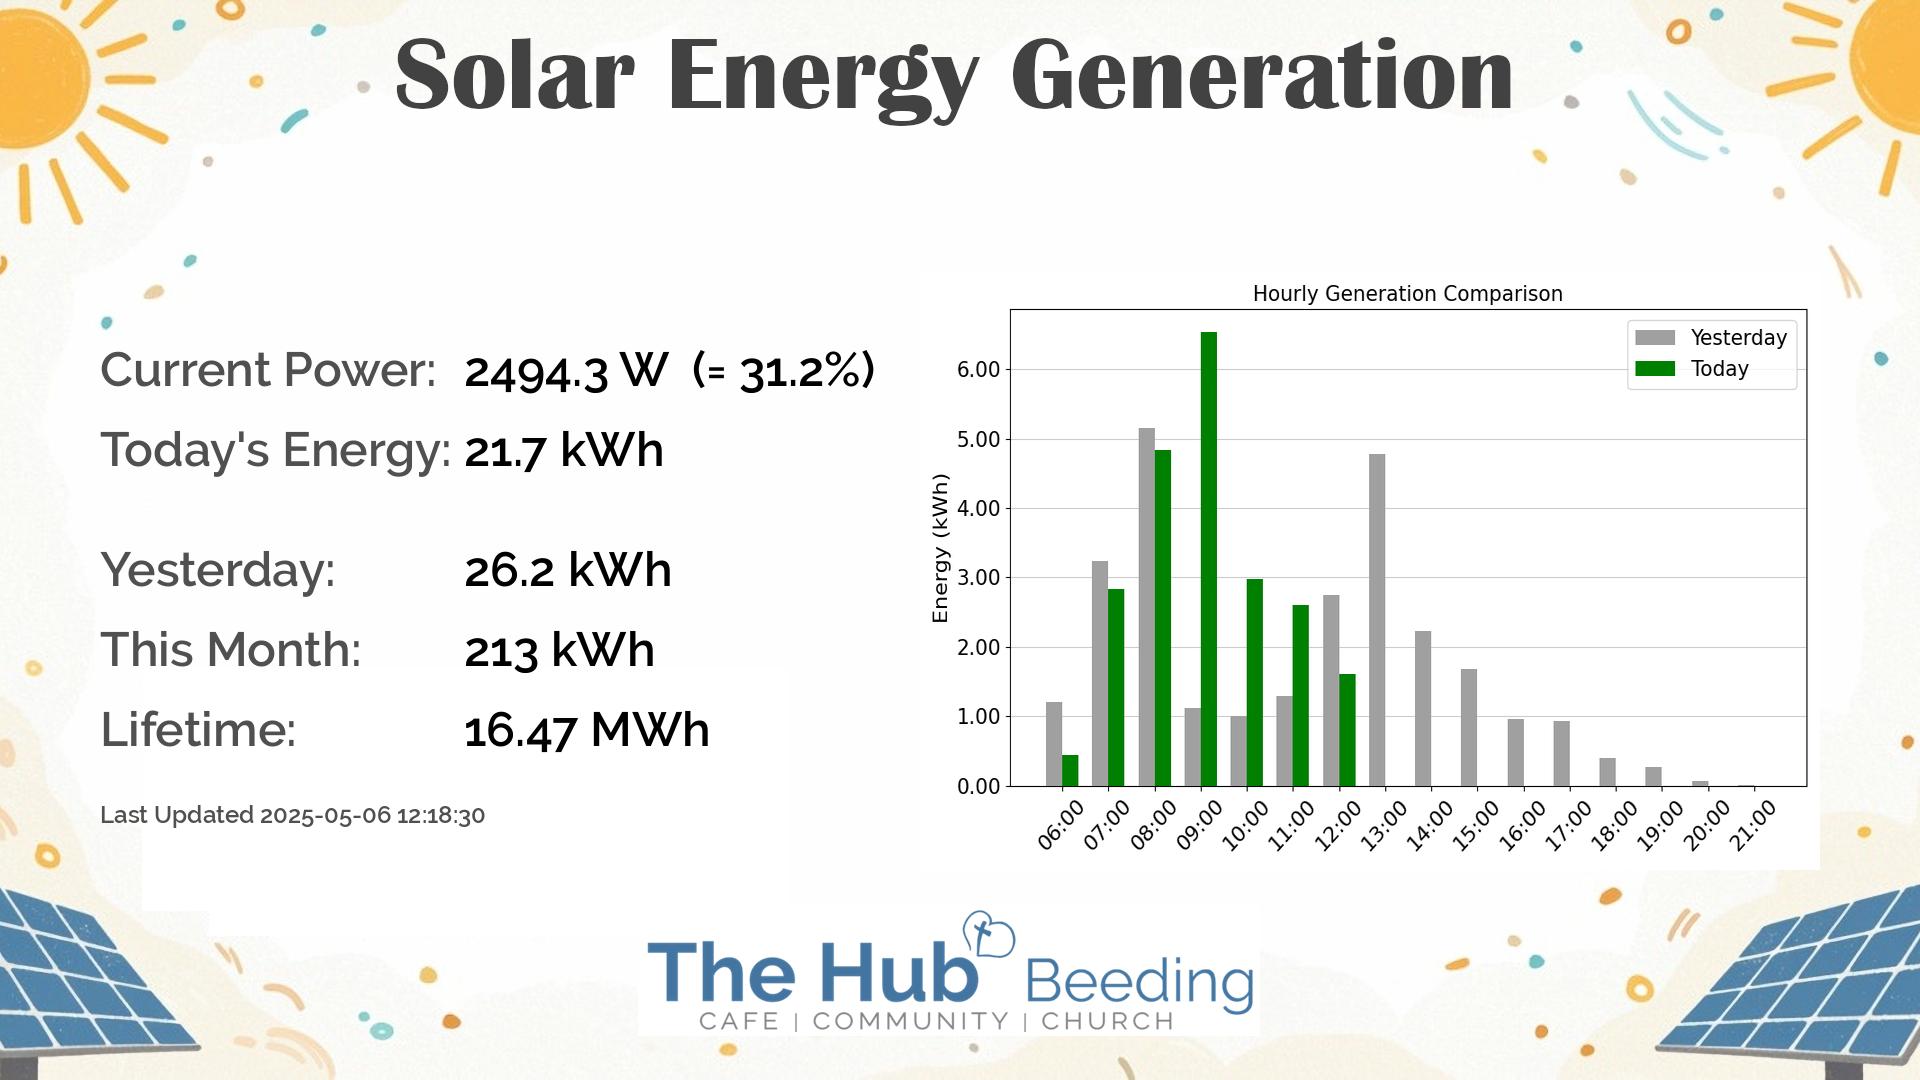 Solar Energy Generation
Current Power: 2494.3 W (= 31.2%)
Today's Energy: 21.7 kWh
Yesterday: 26.2 kWh
This Month: 213 kWh
Lifetime: 16.47 MWh
Last Updated 2025-05-06 12:18:30
Hourly Generation Comparison
Yesterday
Today
Energy (kWh)
6.00
5.00
4.00
3.00
2.00
1.00
0.00
06:00 07:00 08:00 09:00 10:00 11:00 12:00 13:00 14:00 15:00 16:00 17:00 18:00 19:00 20:00 21:00
The Hub Beeding
CAFE | COMMUNITY | CHURCH